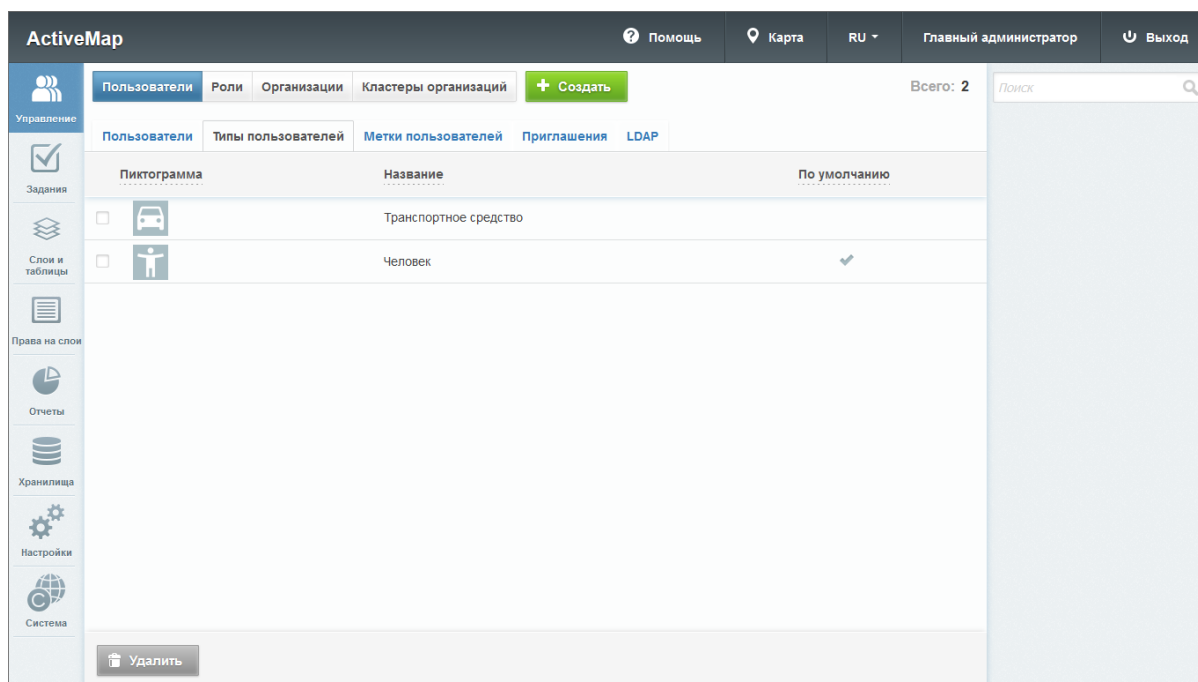 ActiveMap
Помощь
Карта
RU
Главный администратор
Выход
Управление
Задания
Слои и
таблицы
Права на слои
Отчеты
Хранилища
Настройки
Система
Пользователи Роли Организации Кластеры организаций
Создать
Всего: 2
Поиск
Пользователи Типы пользователей Метки пользователей Приглашения LDAP
Пиктограмма Название По умолчанию
Транспортное средство
Человек
Удалить